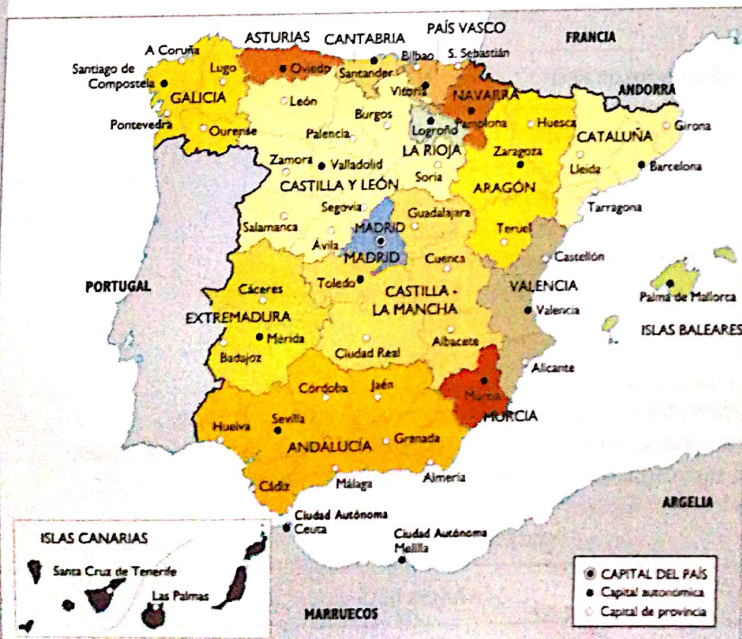 ASTURIAS
CANTABRIA
PAÍS VASCO
FRANCIA
A Coruña
Lugo
Oviedo
Santander
Bilbao
S. Sebastián
Santiago de
Compostela
GALICIA
León
Vitoria
NAVARRA
ANDORRA
Pontevedra
Ourense
Palencia
Burgos
Logroño
Pamplona
Huesca
CATALUÑA
Girona
Zamora
Valladolid
LA RIOJA
Zaragoza
Lleida
Barcelona
CASTILLA Y LEÓN
Soria
ARAGÓN
Tarragona
Salamanca
Segovia
Guadalajara
Teruel
Ávila
MADRID
MADRID
Cuenca
Castellón
PORTUGAL
Cáceres
Toledo
CASTILLA -
LA MANCHA
VALENCIA
Valencia
Palma de Mallorca
ISLAS BALEARES
EXTREMADURA
Mérida
Badajoz
Ciudad Real
Albacete
Alicante
Córdoba
Jaén
Murcia
MURCIA
Huelva
Sevilla
ANDALUCÍA
Granada
Cádiz
Málaga
Almería
Ciudad Autónoma
Ceuta
Ciudad Autónoma
Melilla
ARGELIA
MARRUECOS
ISLAS CANARIAS
Santa Cruz de Tenerife
Las Palmas
CAPITAL DEL PAÍS
Capital autonómica
Capital de provincia